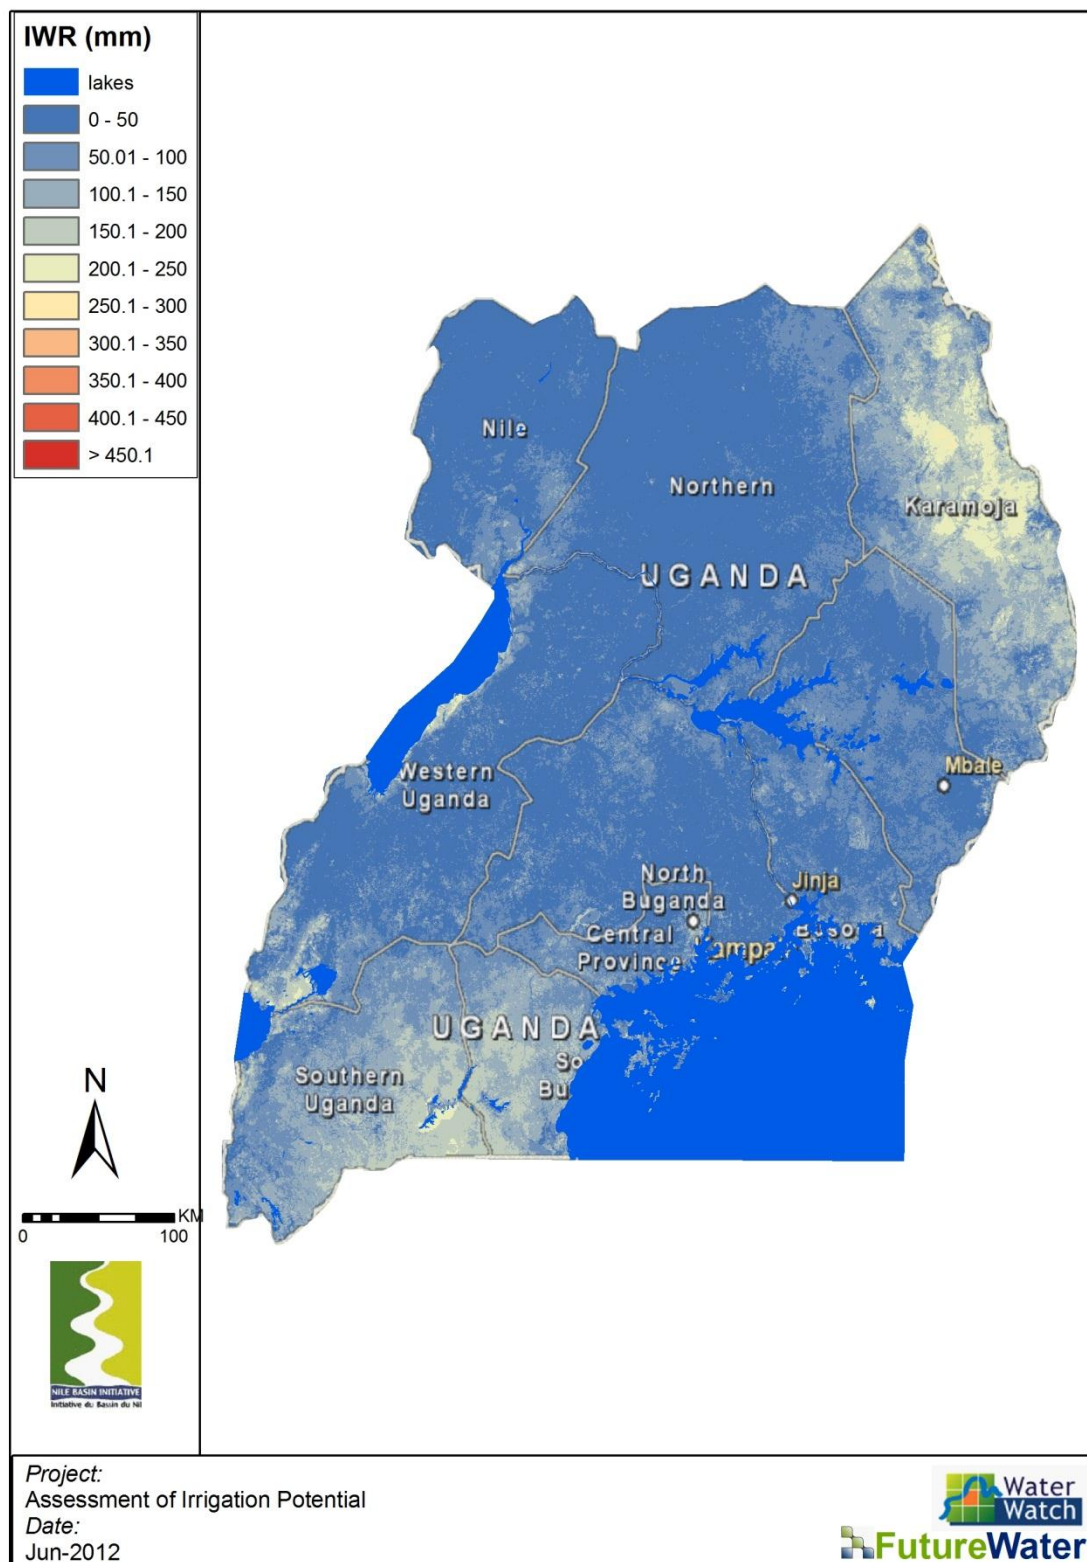 IWR (mm)
lakes
0 - 50
50.01 - 100
100.1 - 150
150.1 - 200
200.1 - 250
250.1 - 300
300.1 - 350
350.1 - 400
400.1 - 450
> 450.1
Nile
Northern
Karamoja
UGANDA
Western
Uganda
Mbale
North
Buganda
Jinja
Central
Province
UGANDA
Southern
Uganda
N
KM
0 100
NILE BASIN INITIATIVE
Initiative du Bassin du Nil
Project:
Assessment of Irrigation Potential
Date:
Jun-2012
Water
Watch
FutureWater